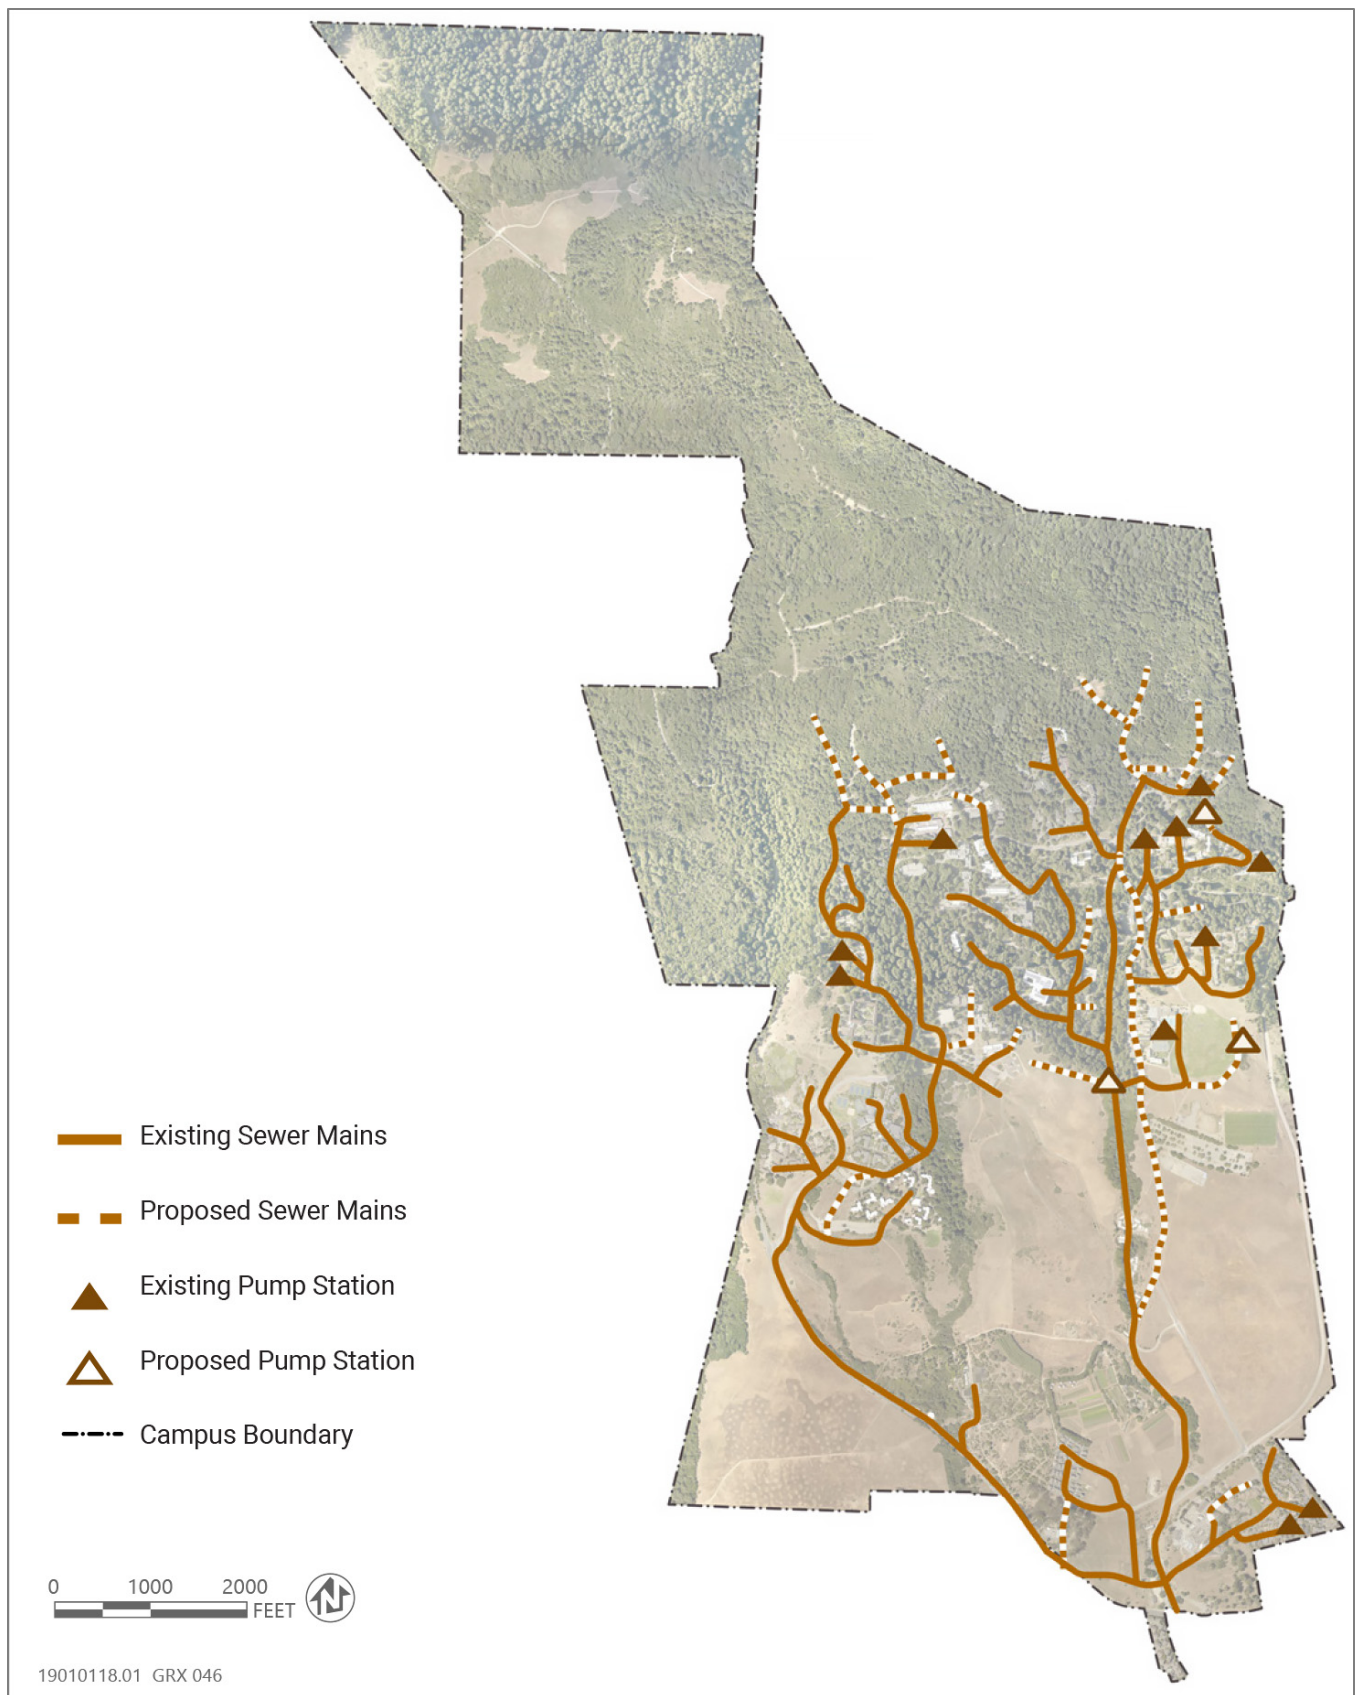 Existing Sewer Mains
Proposed Sewer Mains
Existing Pump Station
Proposed Pump Station
Campus Boundary
0 1000 2000
FEET
N
19010118.01 GRX 046